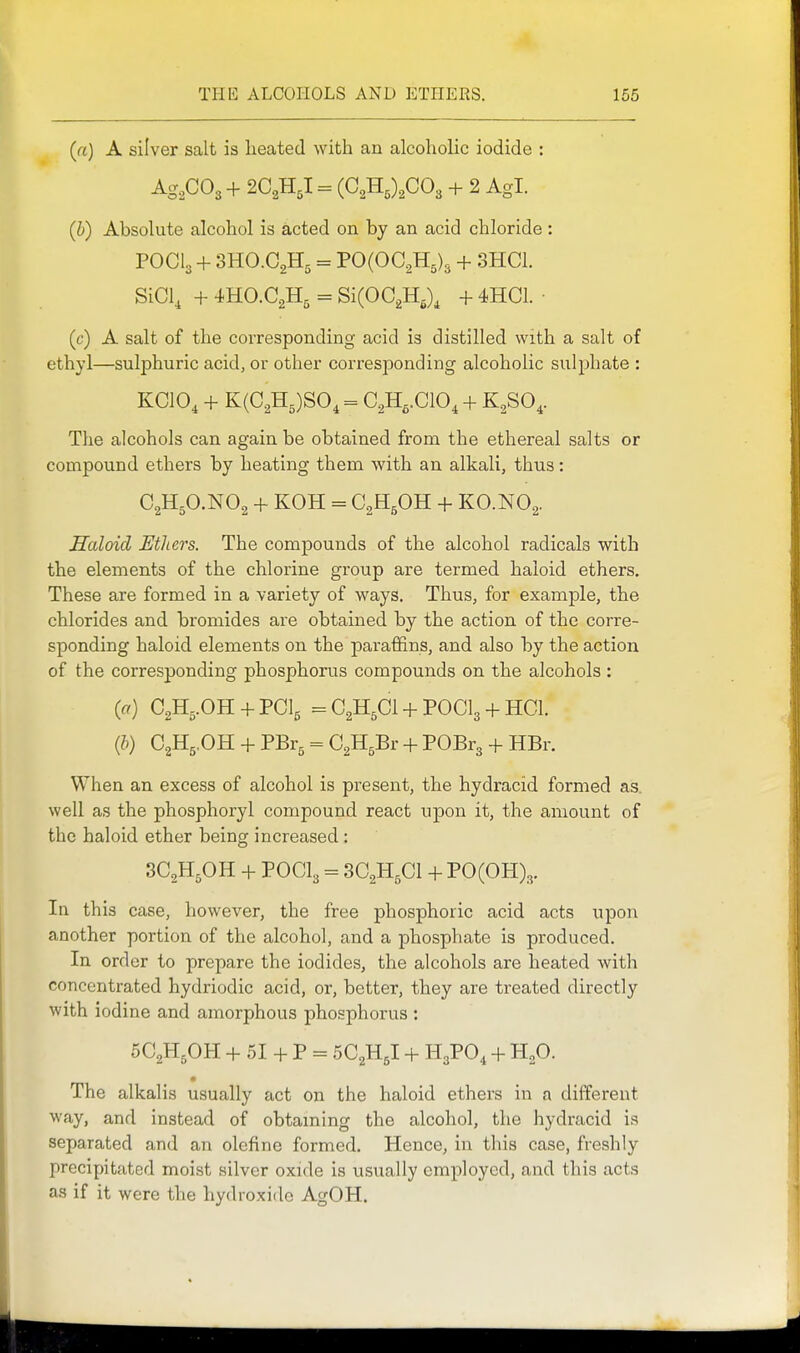 THE ALCOHOLS AND ETHERS. 155
(a) A silver salt is heated with an alcoholic iodide :
Ag₂CO₃ + 2C₂H₅I = (C₂H₅)₂CO₃ + 2 AgI.
(b) Absolute alcohol is acted on by an acid chloride :
POCl₃ + 3HO.C₂H₅ = PO(OC₂H₅)₃ + 3HCl.
SiCl₄ + 4HO.C₂H₅ = Si(OC₂H₅)₄ + 4HCl.
(c) A salt of the corresponding acid is distilled with a salt of
ethyl—sulphuric acid, or other corresponding alcoholic sulphate :
KClO₄ + K(C₂H₅)SO₄ = C₂H₅.ClO₄ + K₂SO₄.
The alcohols can again be obtained from the ethereal salts or
compound ethers by heating them with an alkali, thus :
C₂H₅O.NO₂ + KOH = C₂H₅OH + KO.NO₂.
Haloid Ethers. The compounds of the alcohol radicals with
the elements of the chlorine group are termed haloid ethers.
These are formed in a variety of ways. Thus, for example, the
chlorides and bromides are obtained by the action of the corre-
sponding haloid elements on the paraffins, and also by the action
of the corresponding phosphorus compounds on the alcohols :
(a) C₂H₅.OH + PCl₅ = C₂H₅Cl + POCl₃ + HCl.
(b) C₂H₅.OH + PBr₅ = C₂H₅Br + POBr₃ + HBr.
When an excess of alcohol is present, the hydracid formed as
well as the phosphoryl compound react upon it, the amount of
the haloid ether being increased :
3C₂H₅OH + POCl₃ = 3C₂H₅Cl + PO(OH)₃.
In this case, however, the free phosphoric acid acts upon
another portion of the alcohol, and a phosphate is produced.
In order to prepare the iodides, the alcohols are heated with
concentrated hydriodic acid, or, better, they are treated directly
with iodine and amorphous phosphorus :
5C₂H₅OH + 5I + P = 5C₂H₅I + H₃PO₄ + H₂O.
The alkalis usually act on the haloid ethers in a different
way, and instead of obtaining the alcohol, the hydracid is
separated and an olefine formed. Hence, in this case, freshly
precipitated moist silver oxide is usually employed, and this acts
as if it were the hydroxide AgOH.